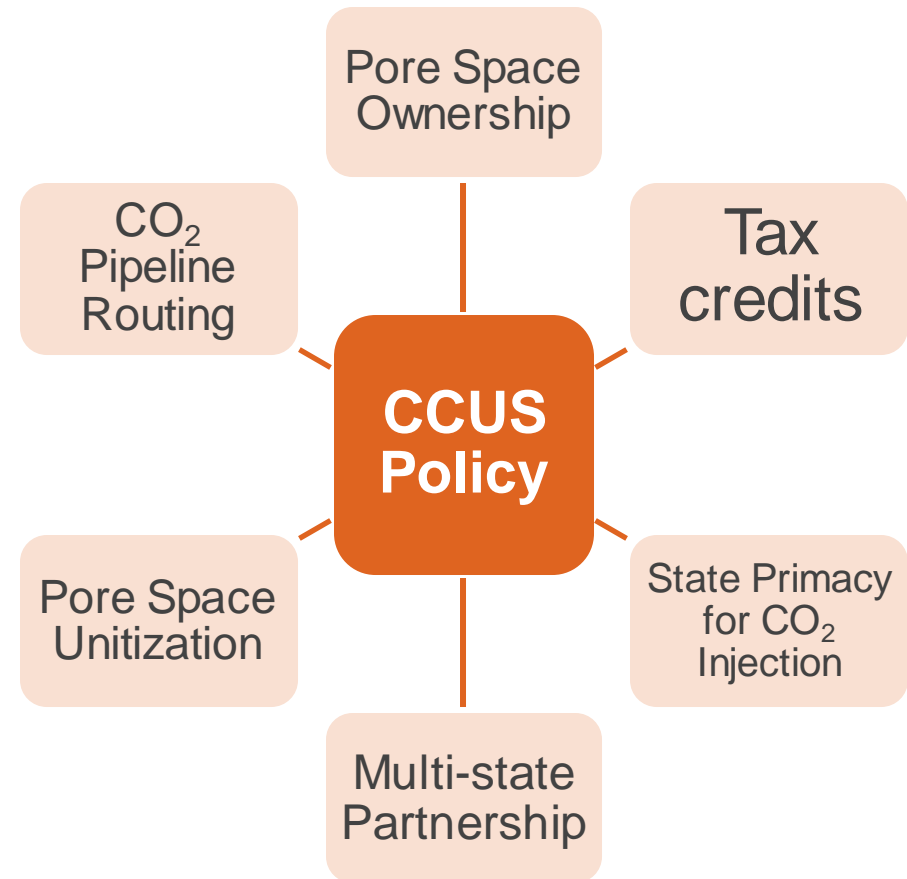 Pore Space
Ownership
CO₂
Pipeline
Routing
Tax
credits
CCUS
Policy
Pore Space
Unitization
State Primacy
for CO₂
Injection
Multi-state
Partnership